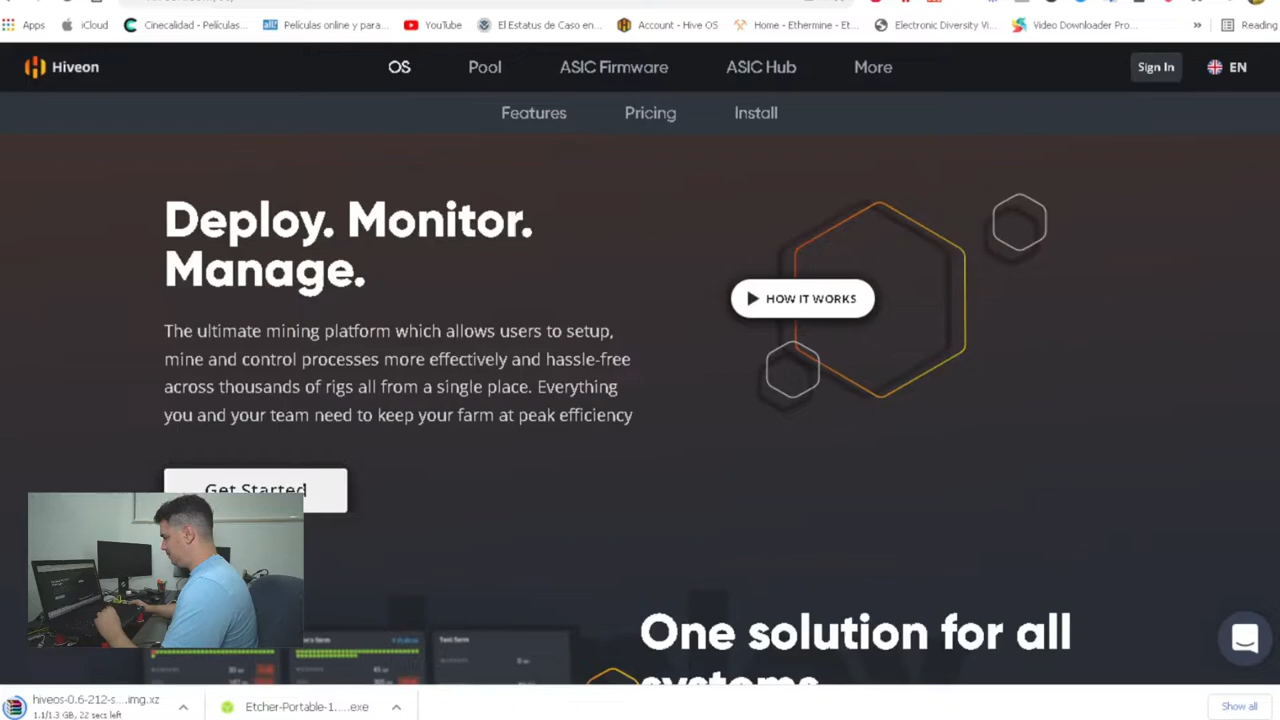 Apps
iCloud
Cinecalidad - Películas...
Películas online y para...
YouTube
El Estatus de Caso en...
Account - Hive OS
Home - Ethermine - Et...
Electronic Diversity Vi...
Video Downloader Pro...
»
Reading
Hiveon
OS
Pool
ASIC Firmware
ASIC Hub
More
Sign In
EN
Features
Pricing
Install
Deploy. Monitor.
Manage.
HOW IT WORKS
The ultimate mining platform which allows users to setup,
mine and control processes more effectively and hassle-free
across thousands of rigs all from a single place. Everything
you and your team need to keep your farm at peak efficiency
Get Started
One solution for all
systems
hiveos-0.6-212-s....img.xz
1.1/1.3 GB, 22 secs left
Etcher-Portable-1.....exe
Show all